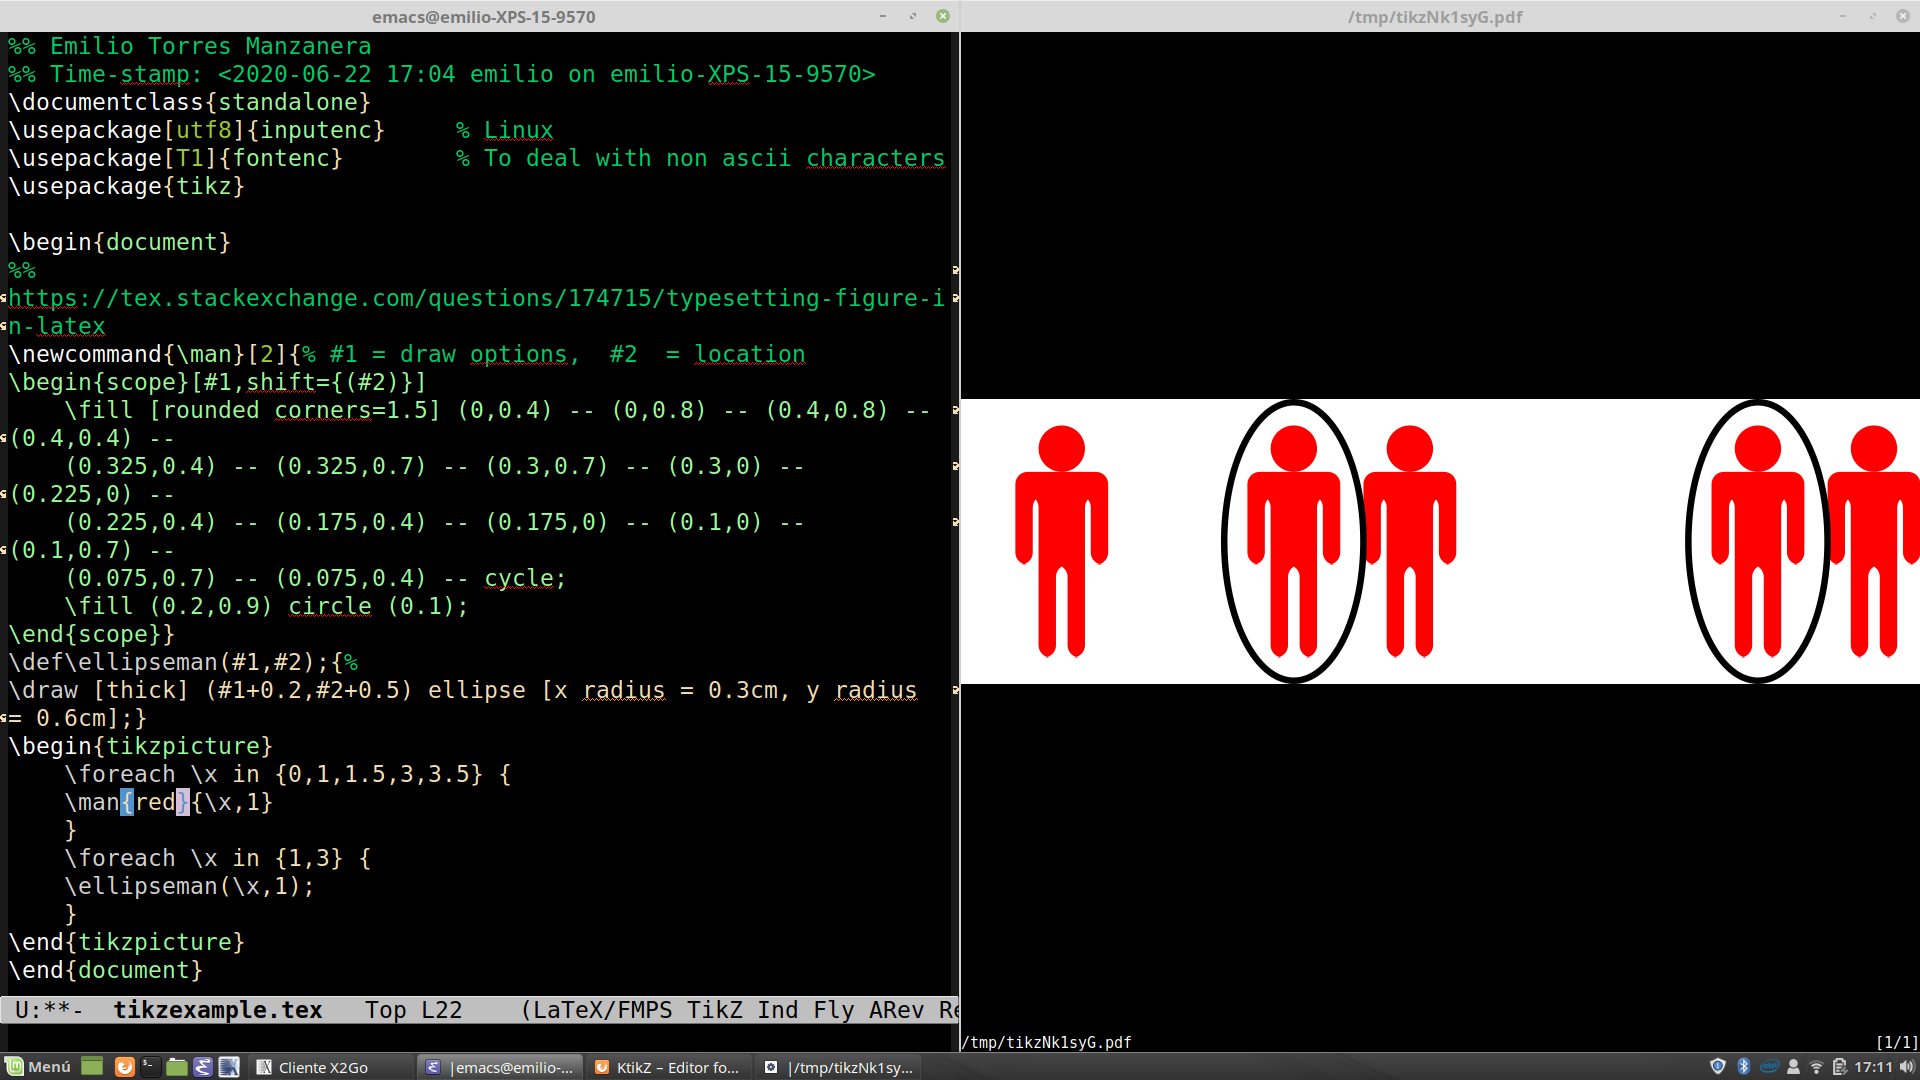 emacs@emilio-XPS-15-9570
/tmp/tikzNk1syG.pdf
%% Emilio Torres Manzanera
%% Time-stamp: <2020-06-22 17:04 emilio on emilio-XPS-15-9570>
\documentclass{standalone}
\usepackage[utf8]{inputenc}     % Linux
\usepackage[T1]{fontenc}        % To deal with non ascii characters
\usepackage{tikz}
\begin{document}
%%
https://tex.stackexchange.com/questions/174715/typesetting-figure-i
n-latex
\newcommand{\man}[2]{% #1 = draw options,  #2  = location
\begin{scope}[#1,shift={(#2)}]
    \fill [rounded corners=1.5] (0,0.4) -- (0,0.8) -- (0.4,0.8) --
(0.4,0.4) --
    (0.325,0.4) -- (0.325,0.7) -- (0.3,0.7) -- (0.3,0) --
(0.225,0) --
    (0.225,0.4) -- (0.175,0.4) -- (0.175,0) -- (0.1,0) --
(0.1,0.7) --
    (0.075,0.7) -- (0.075,0.4) -- cycle;
    \fill (0.2,0.9) circle (0.1);
\end{scope}}
\def\ellipseman(#1,#2);{%
\draw [thick] (#1+0.2,#2+0.5) ellipse [x radius = 0.3cm, y radius
= 0.6cm];}
\begin{tikzpicture}
    \foreach \x in {0,1,1.5,3,3.5} {
    \man{red}{\x,1}
    }
    \foreach \x in {1,3} {
    \ellipseman(\x,1);
    }
\end{tikzpicture}
\end{document}
U:**-  tikzexample.tex   Top L22    (LaTeX/FMPS TikZ Ind Fly ARev Re
/tmp/tikzNk1syG.pdf [1/1]
Menú Cliente X2Go |emacs@emilio-... KtikZ – Editor fo... |/tmp/tikzNk1sy... 17:11